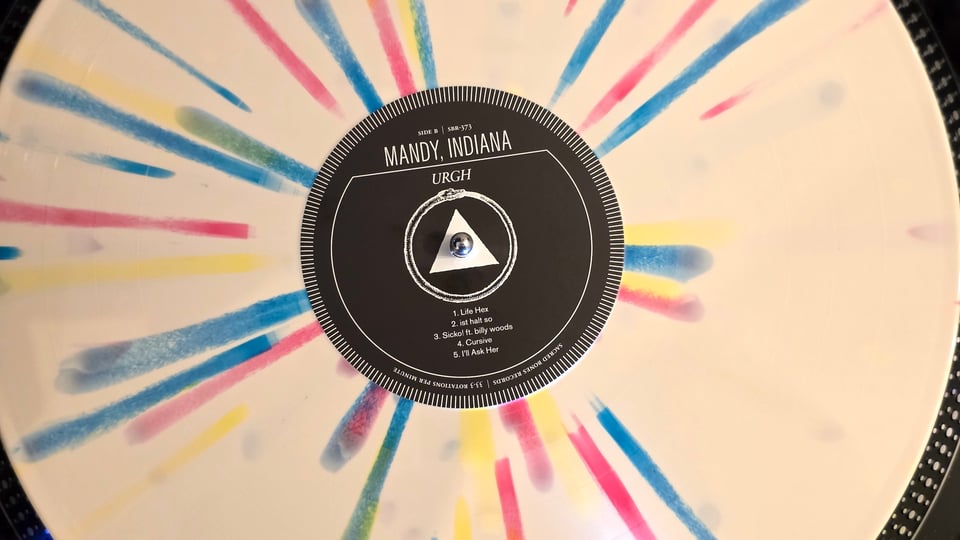 SIDE B | SBR-373
MANDY, INDIANA
URGH
1. Life Hex
2. ist halt so
3. Sicko! ft. billy woods
4. Cursive
5. I'll Ask Her
SACRED BONES RECORDS | 33.3 ROTATIONS PER MINUTE